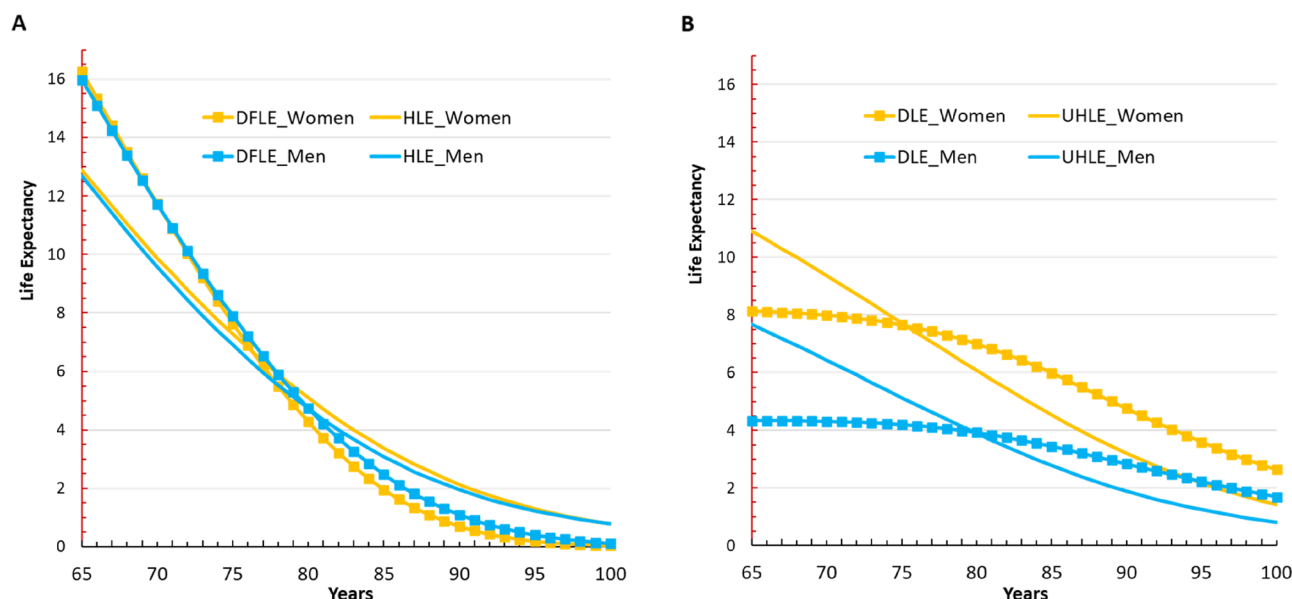 A
16
14
12
10
8
6
4
2
0
Life Expectancy
DFLE_Women HLE_Women
DFLE_Men HLE_Men
65 70 75 80 85 90 95 100
Years
B
16
14
12
10
8
6
4
2
0
Life Expectancy
DLE_Women UHLE_Women
DLE_Men UHLE_Men
65 70 75 80 85 90 95 100
Years